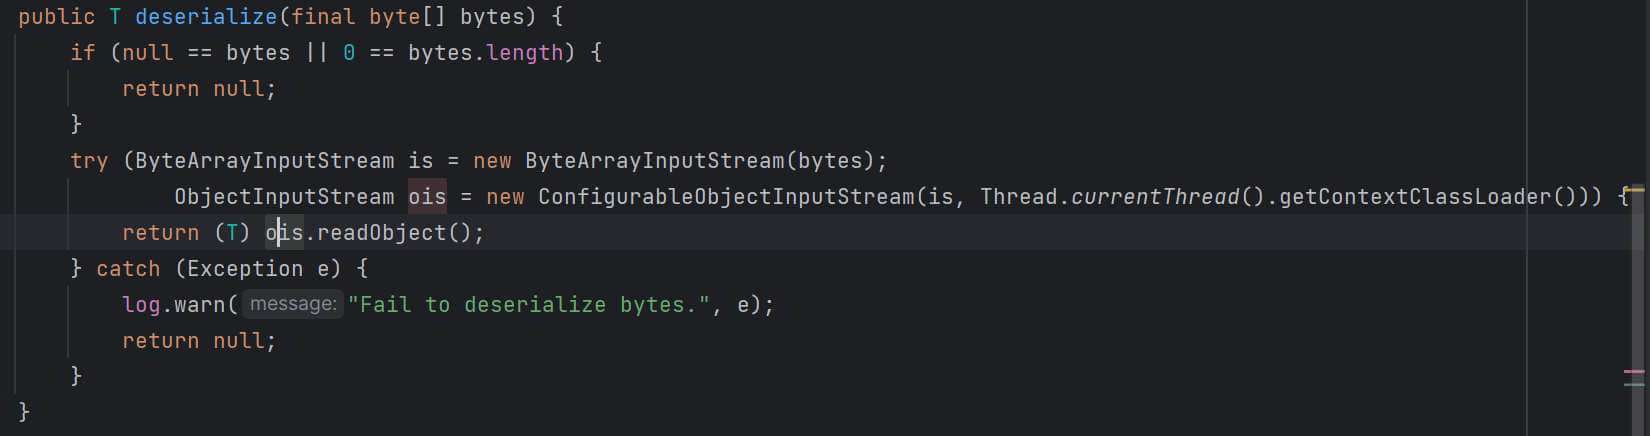 public T deserialize(final byte[] bytes) {
    if (null == bytes || 0 == bytes.length) {
        return null;
    }
    try (ByteArrayInputStream is = new ByteArrayInputStream(bytes);
            ObjectInputStream ois = new ConfigurableObjectInputStream(is, Thread.currentThread().getContextClassLoader())) {
        return (T) ois.readObject();
    } catch (Exception e) {
        log.warn( message: "Fail to deserialize bytes.", e);
        return null;
    }
}